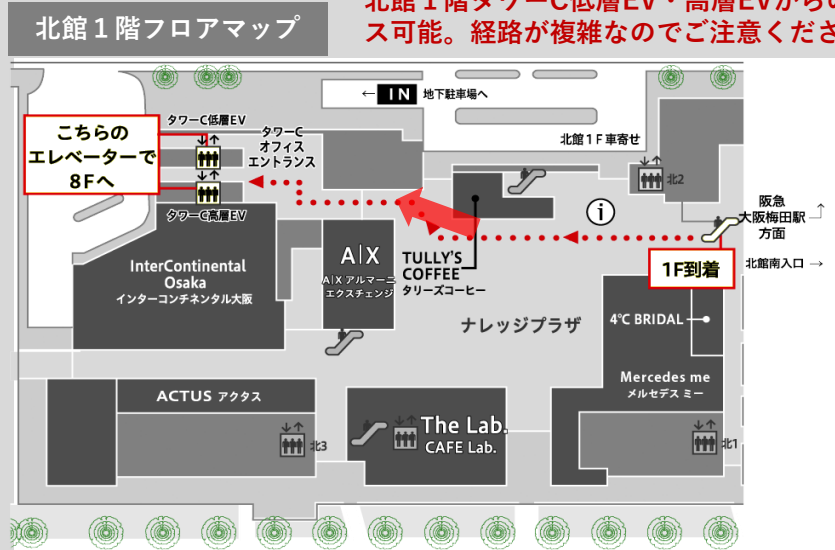 北館１階フロアマップ
北館１階タワーC低層EV・高層EVからの
ス可能。経路が複雑なのでご注意くださ
← IN 地下駐車場へ
タワーC低層EV
タワーC
オフィス
エントランス
こちらの
エレベーターで
8Fへ
タワーC高層EV
北館1F車寄せ
北2
i
阪急
大阪梅田駅
方面
北館南入口 →
1F到着
InterContinental
Osaka
インターコンチネンタル大阪
A|X
A|X アルマーニ
エクスチェンジ
TULLY'S
COFFEE
タリーズコーヒー
ナレッジプラザ
4℃ BRIDAL
Mercedes me
メルセデス ミー
ACTUS アクタス
北3
The Lab.
CAFE Lab.
北1